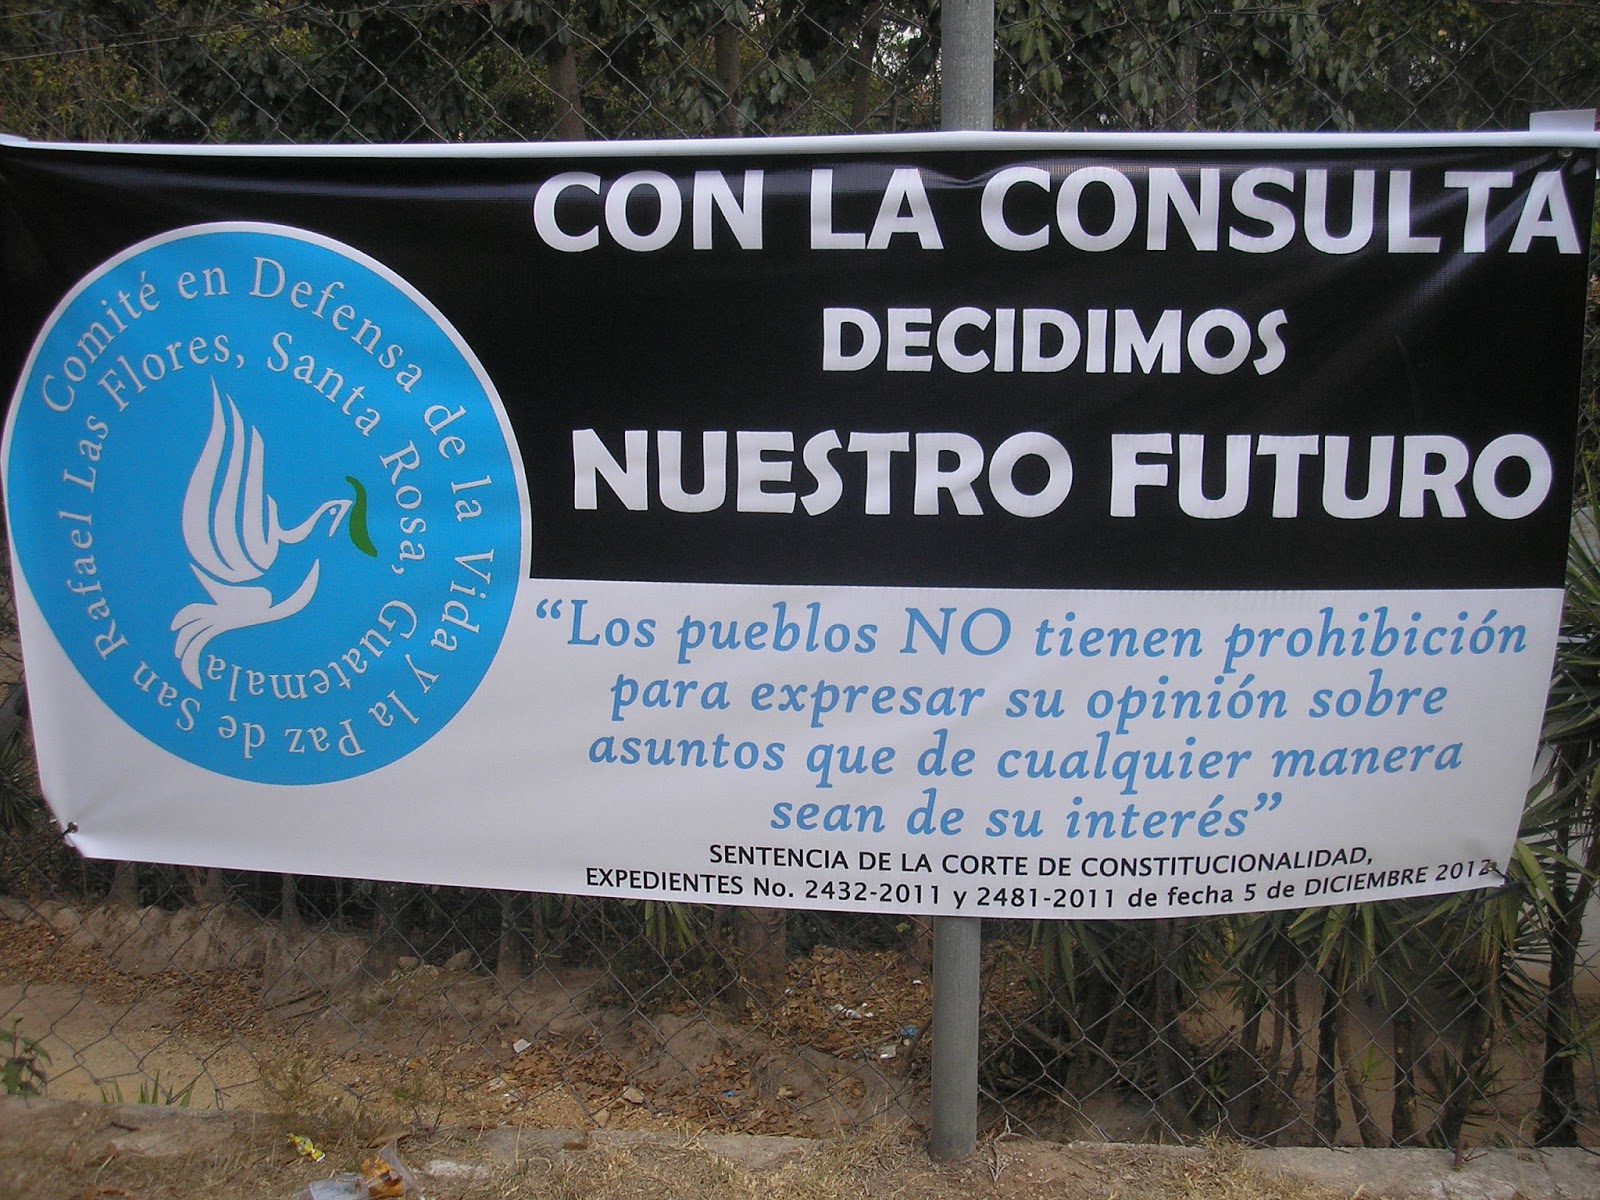 CON LA CONSULTA
DECIDIMOS
NUESTRO FUTURO
Comité en Defensa de la Vida y la Paz de San Rafael Las Flores, Santa Rosa, Guatemala
“Los pueblos NO tienen prohibición
para expresar su opinión sobre
asuntos que de cualquier manera
sean de su interés”
SENTENCIA DE LA CORTE DE CONSTITUCIONALIDAD,
EXPEDIENTES No. 2432-2011 y 2481-2011 de fecha 5 de DICIEMBRE 2012